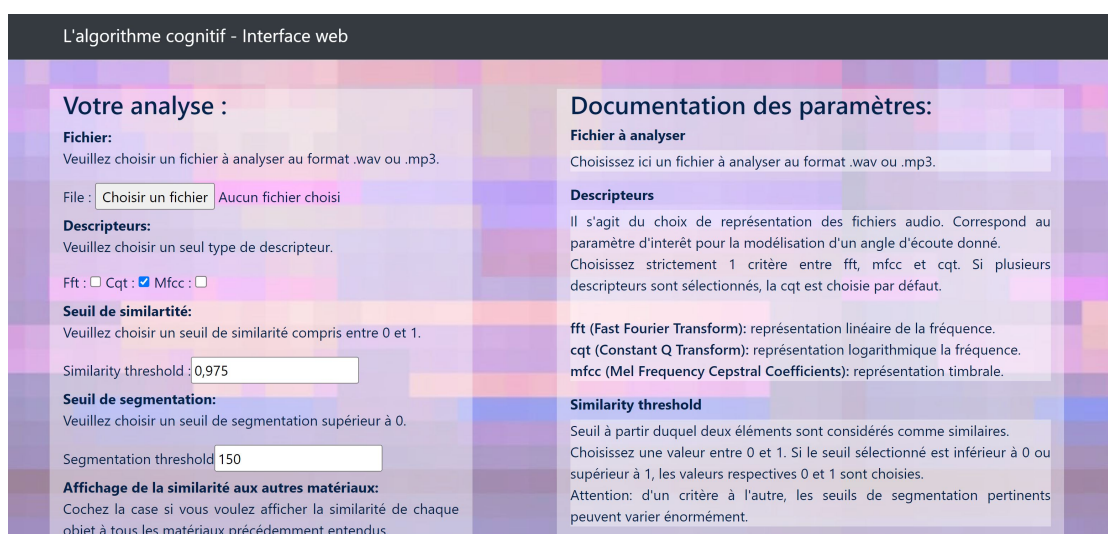 L'algorithme cognitif - Interface web
Votre analyse :
Fichier:
Veuillez choisir un fichier à analyser au format .wav ou .mp3.
File : Choisir un fichier Aucun fichier choisi
Descripteurs:
Veuillez choisir un seul type de descripteur.
Fft : Cqt : Mfcc :
Seuil de similartité:
Veuillez choisir un seuil de similarité compris entre 0 et 1.
Similarity threshold : 0,975
Seuil de segmentation:
Veuillez choisir un seuil de segmentation supérieur à 0.
Segmentation threshold 150
Affichage de la similarité aux autres matériaux:
Cochez la case si vous voulez afficher la similarité de chaque
objet à tous les matériaux précédemment entendus
Documentation des paramètres:
Fichier à analyser
Choisissez ici un fichier à analyser au format .wav ou .mp3.
Descripteurs
Il s'agit du choix de représentation des fichiers audio. Correspond au
paramètre d'interêt pour la modélisation d'un angle d'écoute donné.
Choisissez strictement 1 critère entre fft, mfcc et cqt. Si plusieurs
descripteurs sont sélectionnés, la cqt est choisie par défaut.
fft (Fast Fourier Transform): représentation linéaire de la fréquence.
cqt (Constant Q Transform): représentation logarithmique la fréquence.
mfcc (Mel Frequency Cepstral Coefficients): représentation timbrale.
Similarity threshold
Seuil à partir duquel deux éléments sont considérés comme similaires.
Choisissez une valeur entre 0 et 1. Si le seuil sélectionné est inférieur à 0 ou
supérieur à 1, les valeurs respectives 0 et 1 sont choisies.
Attention: d'un critère à l'autre, les seuils de segmentation pertinents
peuvent varier énormément.